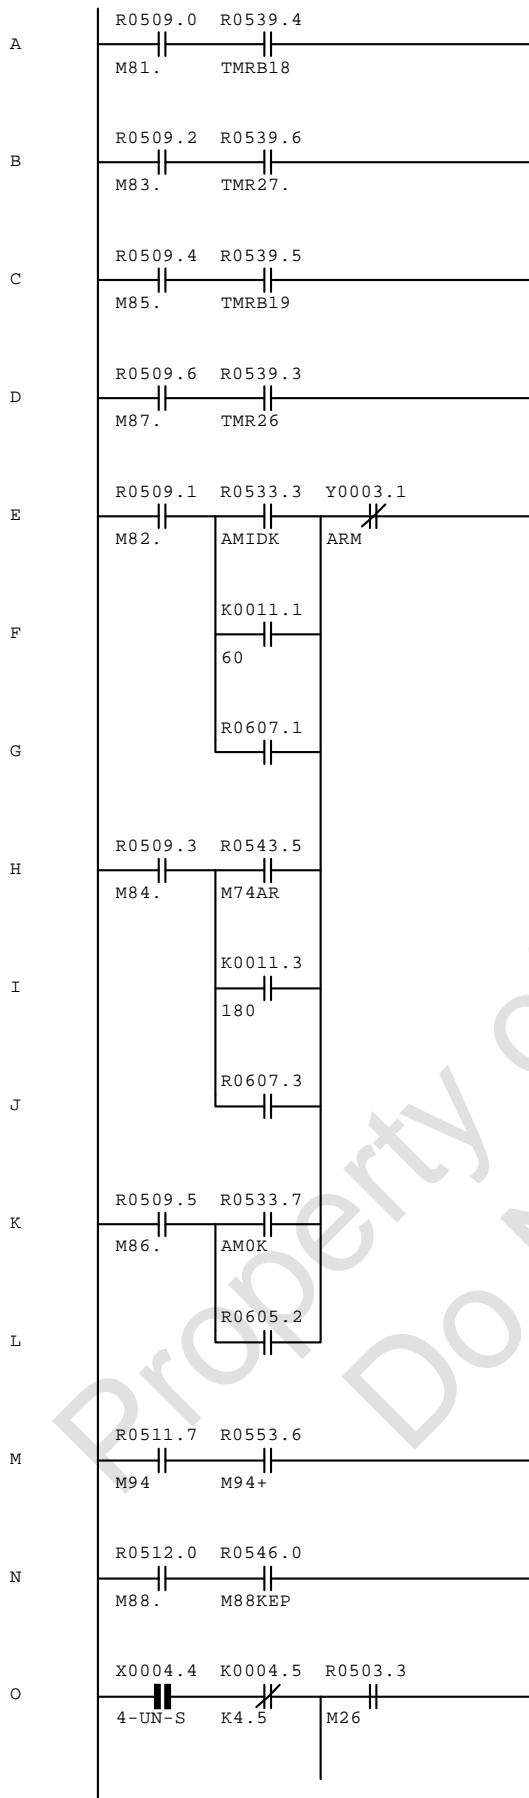 R0509.0 R0539.4
A
M81. TMRB18
R0509.2 R0539.6
B
M83. TMR27.
R0509.4 R0539.5
C
M85. TMRB19
R0509.6 R0539.3
D
M87. TMR26
R0509.1 R0533.3 Y0003.1
E
M82. AMIDK ARM
K0011.1
F
60
R0607.1
G
R0509.3 R0543.5
H
M84. M74AR
K0011.3
I
180
R0607.3
J
R0509.5 R0533.7
K
M86. AM0K
R0605.2
L
R0511.7 R0553.6
M
M94 M94+
R0512.0 R0546.0
N
M88. M88KEP
X0004.4 K0004.5 R0503.3
O
4-UN-S K4.5 M26
Property
Do